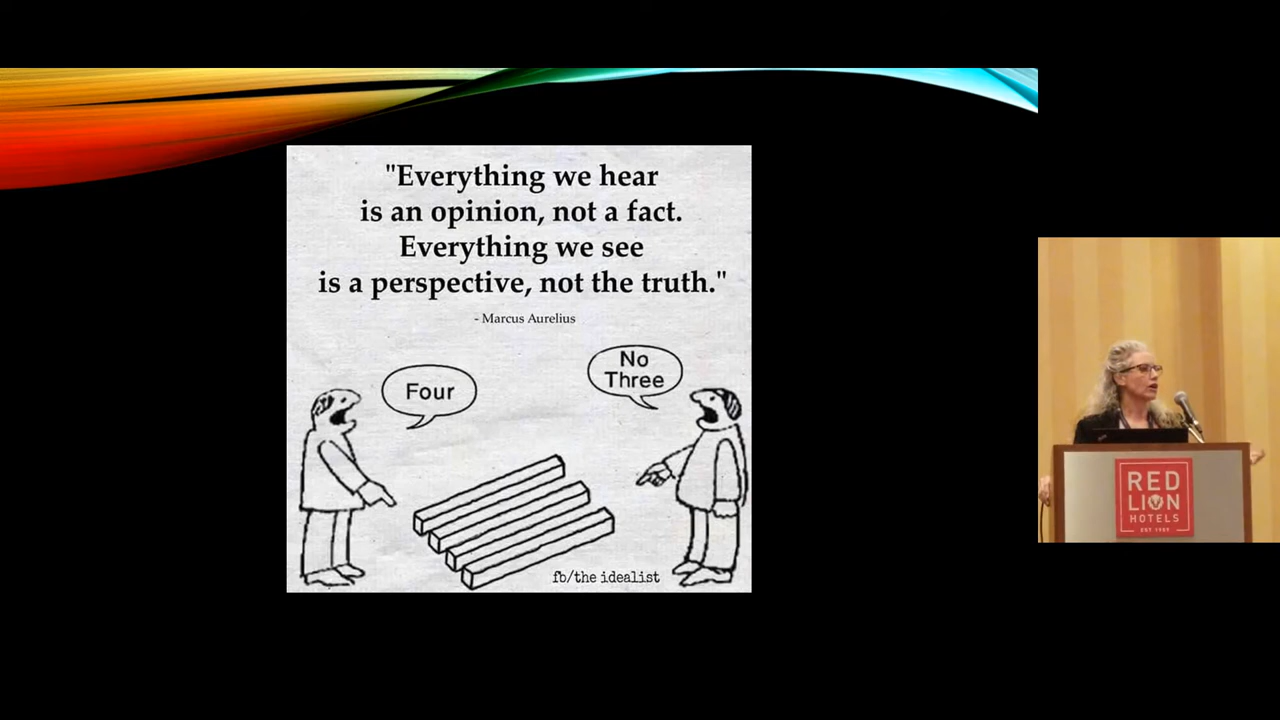 "Everything we hear
is an opinion, not a fact.
Everything we see
is a perspective, not the truth."
- Marcus Aurelius
Four
No
Three
fb/the idealist
RED
LION
HOTELS